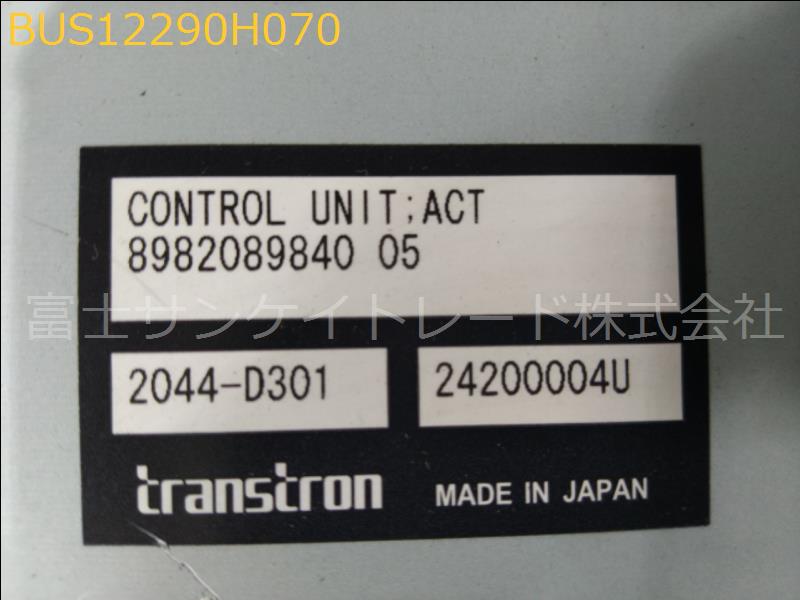 BUS12290H070
CONTROL UNIT;ACT
8982089840 05
富士サンケイトレード株式会社
2044-D301
24200004U
transtron
MADE IN JAPAN